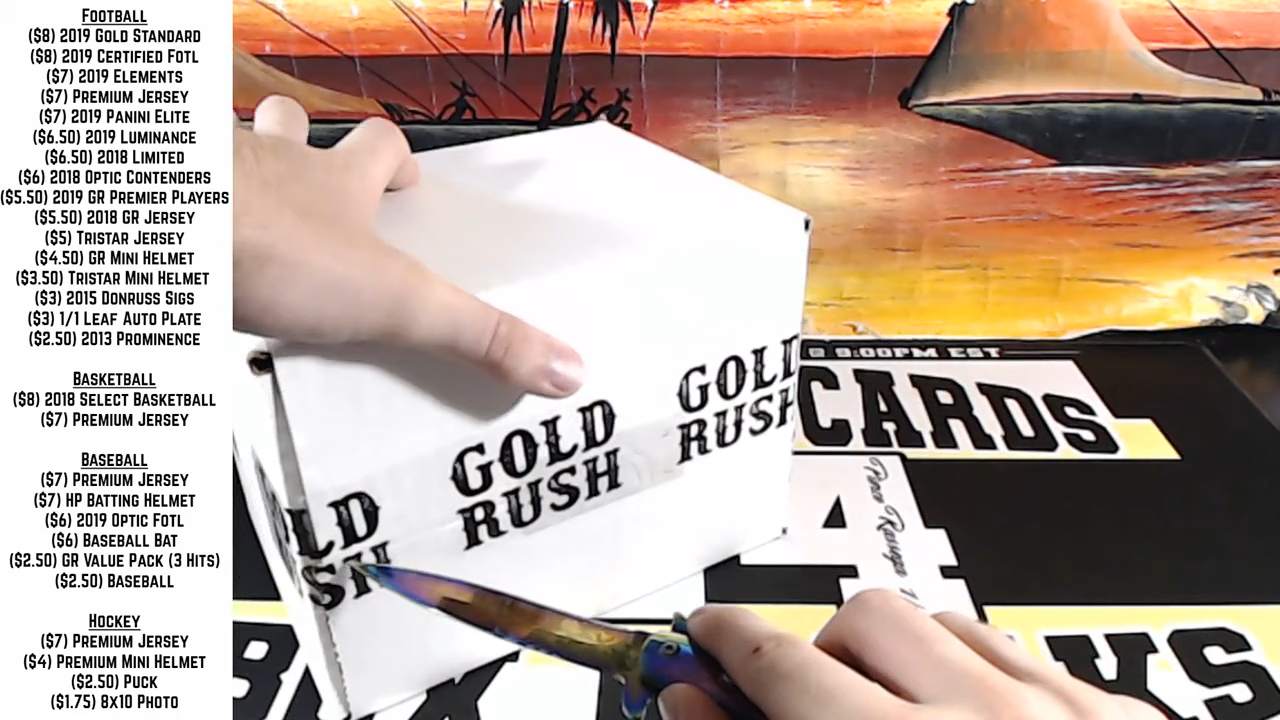 Football
($8) 2019 Gold Standard
($8) 2019 Certified FOTL
($7) 2019 Elements
($7) Premium Jersey
($7) 2019 Panini Elite
($6.50) 2019 Luminance
($6.50) 2018 Limited
($6) 2018 Optic Contenders
($5.50) 2019 GR Premier Players
($5.50) 2018 GR Jersey
($5) Tristar Jersey
($4.50) GR Mini Helmet
($3.50) Tristar Mini Helmet
($3) 2015 Donruss Sigs
($3) 1/1 Leaf Auto Plate
($2.50) 2013 Prominence
Basketball
($8) 2018 Select Basketball
($7) Premium Jersey
Baseball
($7) Premium Jersey
($7) HP Batting Helmet
($6) 2019 Optic FOTL
($6) Baseball Bat
($2.50) GR Value Pack (3 Hits)
($2.50) Baseball
Hockey
($7) Premium Jersey
($4) Premium Mini Helmet
($2.50) Puck
($1.75) 8x10 Photo
LD
SH
GOLD
RUSH
GOLD
RUSH
@ 8:00PM EST
CARDS
4